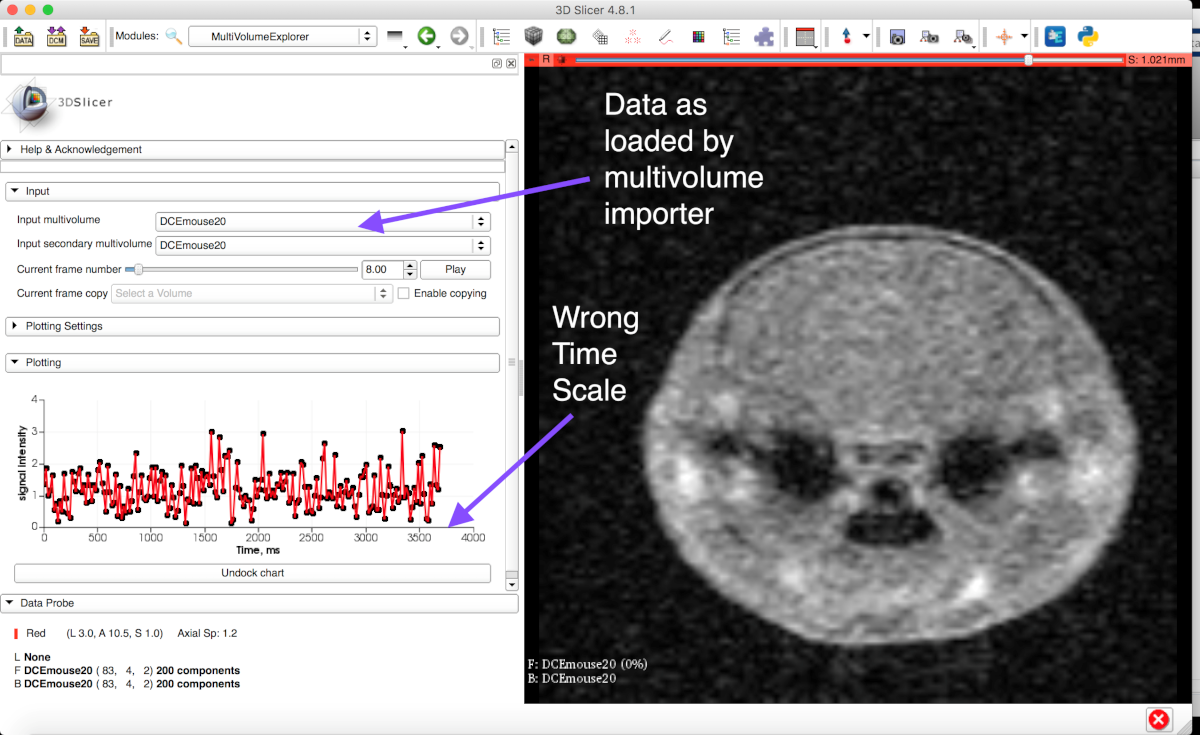 3D Slicer 4.8.1
DATA
DCM
SAVE
Modules:
MultiVolumeExplorer
R
S: 1.021mm
3DSlicer
Help & Acknowledgement
Input
Input multivolume
DCEmouse20
Input secondary multivolume
DCEmouse20
Current frame number
8.00
Play
Current frame copy
Select a Volume
Enable copying
Plotting Settings
Plotting
4
3
2
1
0
signal intensity
0 500 1000 1500 2000 2500 3000 3500 4000
Time, ms
Undock chart
Data Probe
Red (L 3.0, A 10.5, S 1.0) Axial Sp: 1.2
L None
F DCEmouse20 ( 83, 4, 2) 200 components
B DCEmouse20 ( 83, 4, 2) 200 components
Data as
loaded by
multivolume
importer
Wrong
Time
Scale
F: DCEmouse20 (0%)
B: DCEmouse20